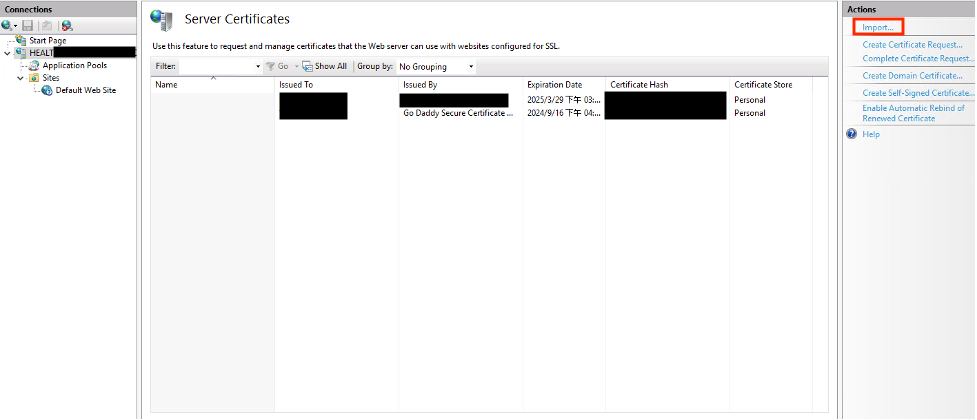 Connections
Start Page
HEALT
Application Pools
Sites
Default Web Site
Server Certificates
Use this feature to request and manage certificates that the Web server can use with websites configured for SSL.
Filter: Go Show All Group by: No Grouping
Name Issued To Issued By Expiration Date Certificate Hash Certificate Store
2025/3/29 下午 03:... Personal
Go Daddy Secure Certificate ... 2024/9/16 下午 04:... Personal
Actions
Import...
Create Certificate Request...
Complete Certificate Request...
Create Domain Certificate...
Create Self-Signed Certificate...
Enable Automatic Rebind of
Renewed Certificate
Help